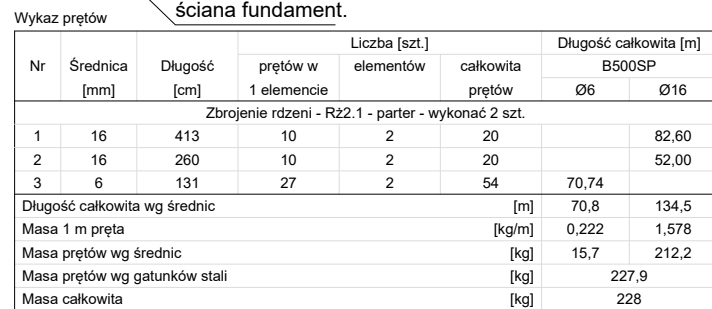 ściana fundament.
Wykaz prętów
Liczba [szt.] Długość całkowita [m]
Nr Średnica Długość prętów w elementów całkowita B500SP
[mm] [cm] 1 elemencie prętów Ø6 Ø16
Zbrojenie rdzeni - Rż2.1 - parter - wykonać 2 szt.
1 16 413 10 2 20 82,60
2 16 260 10 2 20 52,00
3 6 131 27 2 54 70,74
Długość całkowita wg średnic [m] 70,8 134,5
Masa 1 m pręta [kg/m] 0,222 1,578
Masa prętów wg średnic [kg] 15,7 212,2
Masa prętów wg gatunków stali [kg] 227,9
Masa całkowita [kg] 228